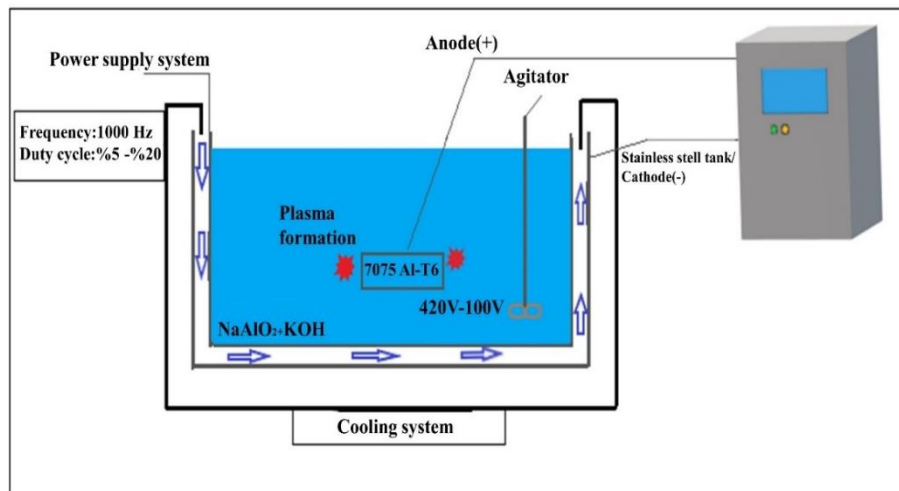 Anode(+)
Power supply system
Agitator
Frequency:1000 Hz
Duty cycle:%5 -%20
Stainless stell tank/
Cathode(-)
Plasma
formation
7075 Al-T6
420V-100V
NaAlO₂+KOH
Cooling system